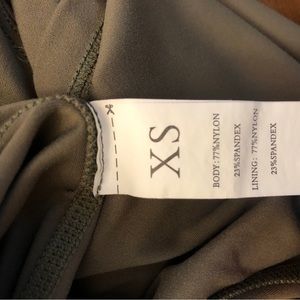 XS
BODY: 77%NYLON
23%SPANDEX
LINING: 77%NYLON
23%SPANDEX